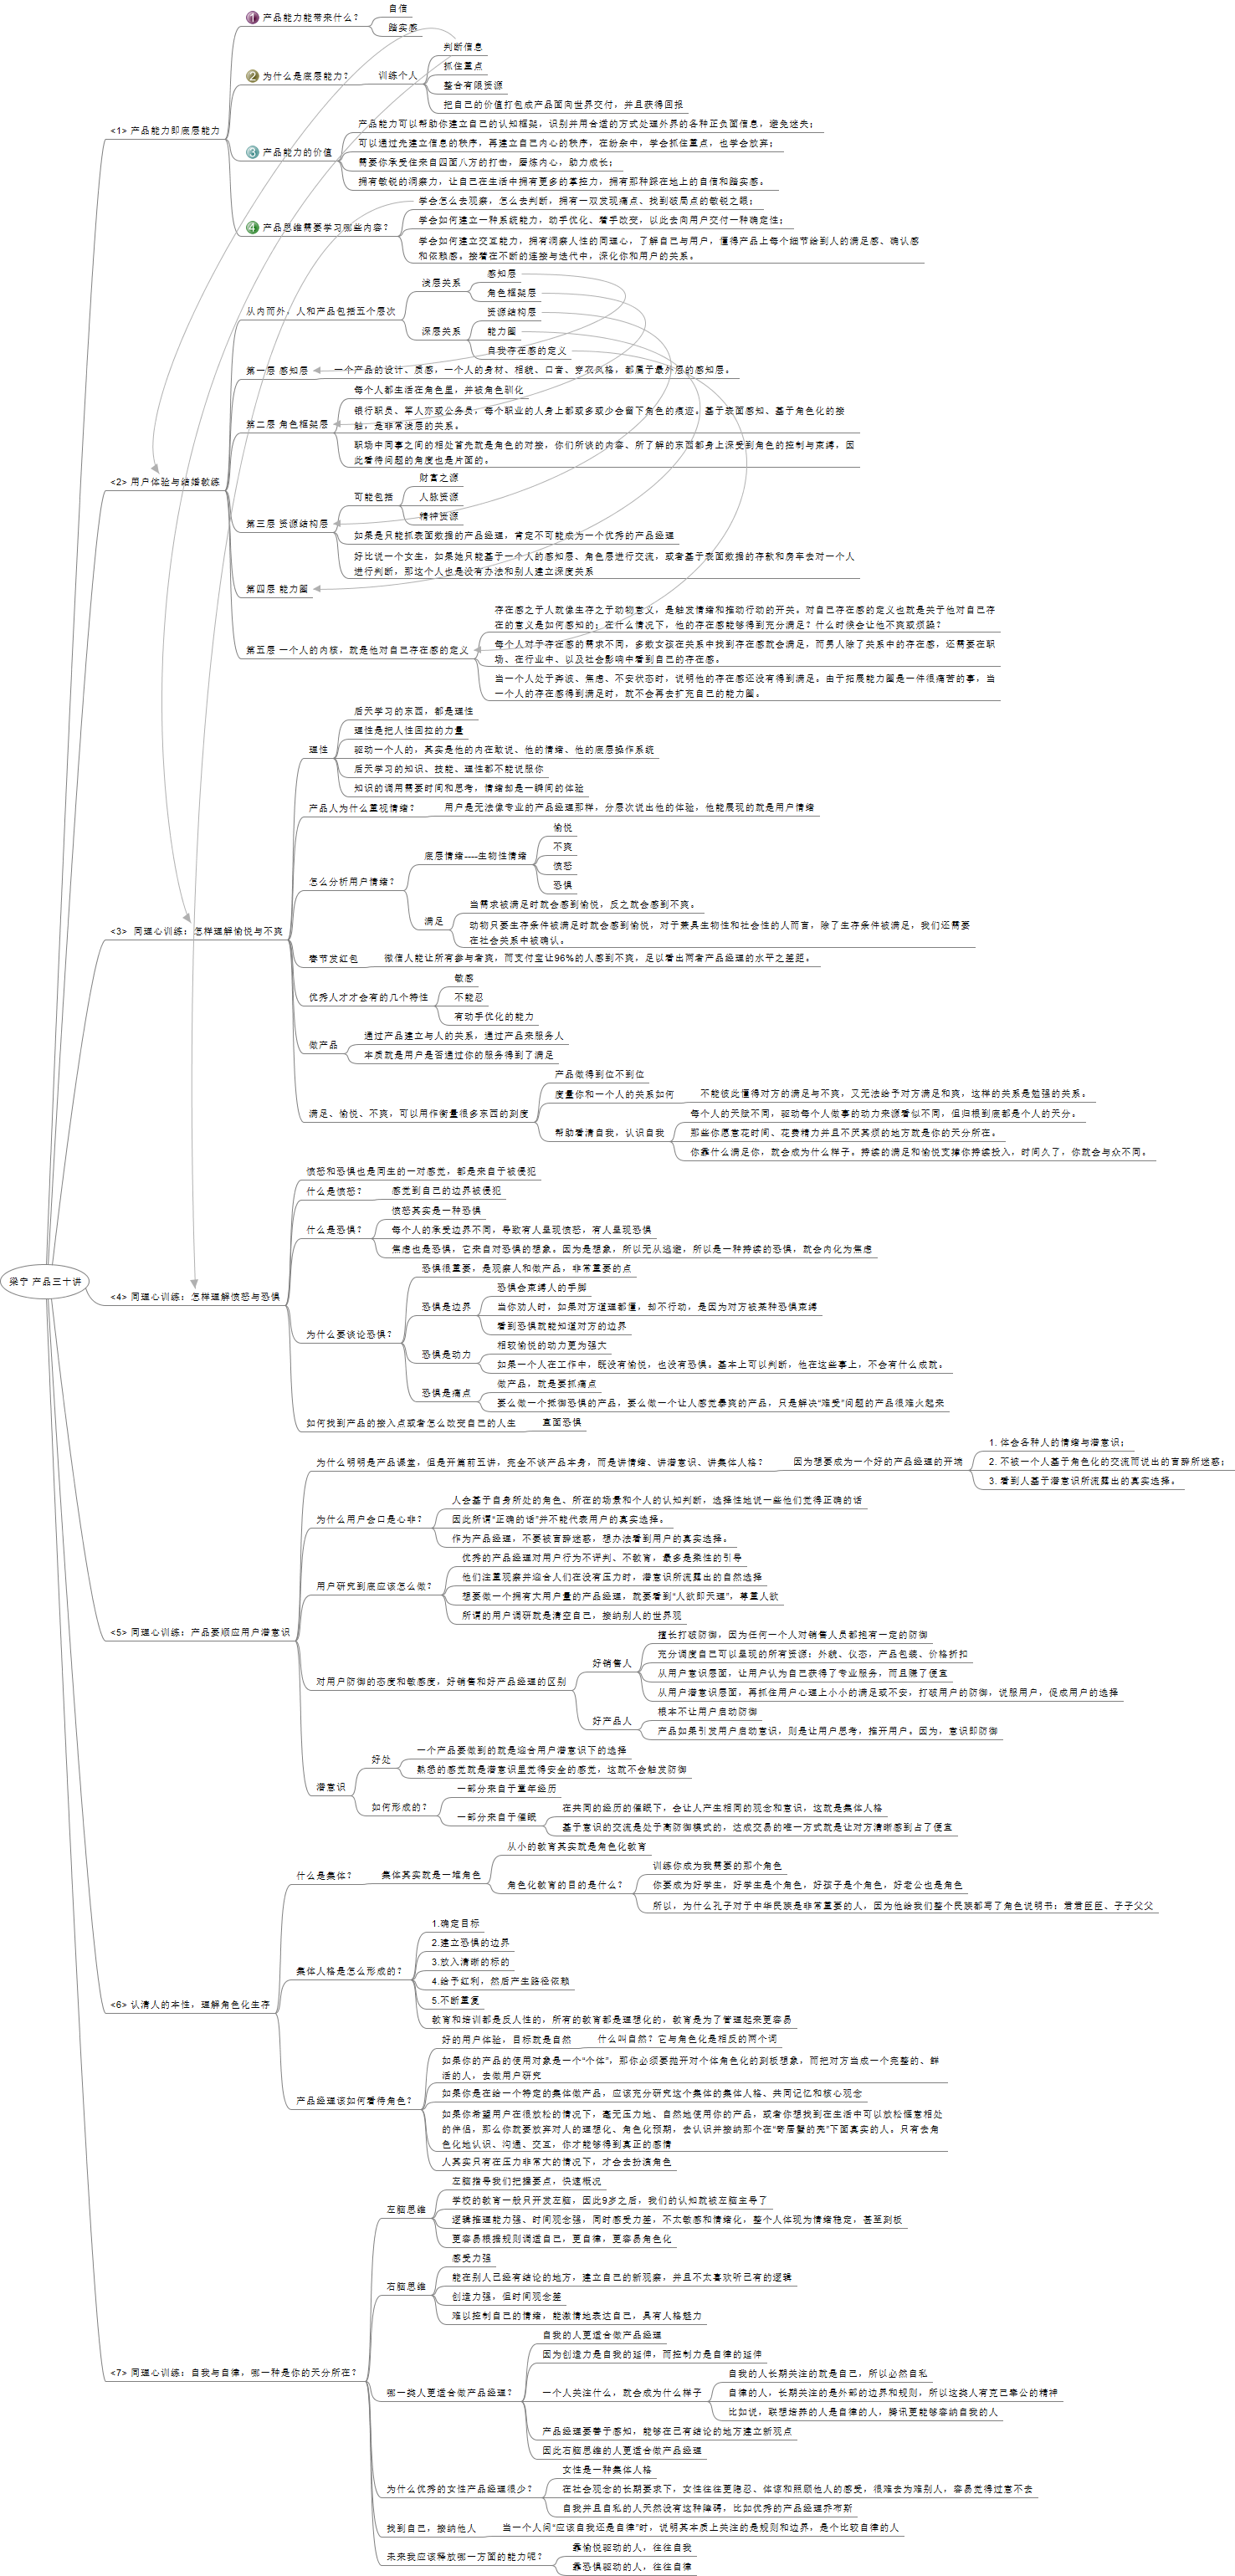 梁宁 产品三十讲
<1> 产品能力即底层能力
1 产品能力能带来什么?
自信
踏实感
2 为什么是底层能力?
训练个人
判断信息
抓住重点
整合有限资源
把自己的价值打包成产品面向世界交付，并且获得回报
3 产品能力的价值
产品能力可以帮助你建立自己的认知框架，识别并用合适的方式处理外界的各种正负面信息，避免迷失；
可以通过先建立信息的秩序，再建立自己内心的秩序，在纷杂中，学会抓住重点，也学会放弃；
需要你承受住来自四面八方的打击，磨炼内心，助力成长；
拥有敏锐的洞察力，让自己在生活中拥有更多的掌控力，拥有那种踩在地上的自信和踏实感。
4 产品思维需要学习哪些内容?
学会怎么去观察，怎么去判断，拥有一双发现痛点、找到破局点的敏锐之眼；
学会如何建立一种系统能力，动手优化、着手改变，以此去向用户交付一种确定性；
学会如何建立交互能力，拥有洞察人性的同理心，了解自己与用户，懂得产品上每个细节给到人的满足感、确认感
和依赖感。接着在不断的连接与迭代中，深化你和用户的关系。
<2> 用户体验与结婚教练
从内而外，人和产品包括五个层次
浅层关系
感知层
角色框架层
深层关系
资源结构层
能力圈
自我存在感的定义
第一层 感知层
一个产品的设计、质感，一个人的身材、相貌、口音、穿衣风格，都属于最外层的感知层。
第二层 角色框架层
每个人都生活在角色里，并被角色驯化
银行职员、军人亦或公务员，每个职业的人身上都或多或少会留下角色的痕迹。基于表面感知、基于角色化的接
触，是非常浅层的关系。
职场中同事之间的相处首先就是角色的对接，你们所谈的内容、所了解的东西都身上深受到角色的控制与束缚，因
此看待问题的角度也是片面的。
第三层 资源结构层
可能包括
财富之源
人脉资源
精神资源
如果是只能抓表面数据的产品经理，肯定不可能成为一个优秀的产品经理
好比说一个女生，如果她只能基于一个人的感知层、角色层进行交流，或者基于表面数据的存款和房车去对一个人
进行判断，那这个人也是没有办法和别人建立深度关系
第四层 能力圈
第五层 一个人的内核，就是他对自己存在感的定义
存在感之于人就像生存之于动物意义，是触发情绪和推动行动的开关。对自己存在感的定义也就是关于他对自己存
在的意义是如何感知的：在什么情况下，他的存在感能够得到充分满足？什么时候会让他不爽或烦躁？
每个人对于存在感的需求不同，多数女孩在关系中找到存在感就会满足，而男人除了关系中的存在感，还需要在职
场、在行业中、以及社会影响中看到自己的存在感。
当一个人处于奔波、焦虑、不安状态时，说明他的存在感还没有得到满足。由于拓展能力圈是一件很痛苦的事，当
一个人的存在感得到满足时，就不会再去扩充自己的能力圈。
<3> 同理心训练：怎样理解愉悦与不爽
理性
后天学习的东西，都是理性
理性是把人性回拉的力量
驱动一个人的，其实是他的内在敢说、他的情绪、他的底层操作系统
后天学习的知识、技能、理性都不能说服你
知识的调用需要时间和思考，情绪却是一瞬间的体验
产品人为什么重视情绪?
用户是无法像专业的产品经理那样，分层次说出他的体验，他能展现的就是用户情绪
怎么分析用户情绪?
底层情绪----生物性情绪
愉悦
不爽
愤怒
恐惧
满足
当需求被满足时就会感到愉悦，反之就会感到不爽。
动物只要生存条件被满足时就会感到愉悦，对于兼具生物性和社会性的人而言，除了生存条件被满足，我们还需要
在社会关系中被确认。
春节发红包
微信人能让所有参与者爽，而支付宝让96%的人感到不爽，足以看出两者产品经理的水平之差距。
优秀人才才会有的几个特性
敏感
不能忍
有动手优化的能力
做产品
通过产品建立与人的关系，通过产品来服务人
本质就是用户是否通过你的服务得到了满足
满足、愉悦、不爽，可以用作衡量很多东西的刻度
产品做得到位不到位
度量你和一个人的关系如何
不能彼此懂得对方的满足与不爽，又无法给予对方满足和爽，这样的关系是勉强的关系。
帮助看清自我，认识自我
每个人的天赋不同，驱动每个人做事的动力来源看似不同，但归根到底都是个人的天分。
那些你愿意花时间、花费精力并且不厌其烦的地方就是你的天分所在。
你靠什么满足你，就会成为什么样子。持续的满足和愉悦支撑你持续投入，时间久了，你就会与众不同。
<4> 同理心训练：怎样理解愤怒与恐惧
愤怒和恐惧也是同生的一对感觉，都是来自于被侵犯
什么是愤怒?
感觉到自己的边界被侵犯
什么是恐惧?
愤怒其实是一种恐惧
每个人的承受边界不同，导致有人呈现愤怒，有人呈现恐惧
焦虑也是恐惧，它来自对恐惧的想象。因为是想象，所以无从逃避，所以是一种持续的恐惧，就会内化为焦虑
为什么要谈论恐惧?
恐惧很重要，是观察人和做产品，非常重要的点
恐惧是边界
恐惧会束缚人的手脚
当你劝人时，如果对方道理都懂，却不行动，是因为对方被某种恐惧束缚
看到恐惧就能知道对方的边界
恐惧是动力
相较愉悦的动力更为强大
如果一个人在工作中，既没有愉悦，也没有恐惧。基本上可以判断，他在这些事上，不会有什么成就。
恐惧是痛点
做产品，就是要抓痛点
要么做一个抵御恐惧的产品，要么做一个让人感觉暴爽的产品，只是解决“难受”问题的产品很难火起来
如何找到产品的接入点或者怎么改变自己的人生
直面恐惧
<5> 同理心训练：产品要顺应用户潜意识
为什么明明是产品课堂，但是开篇前五讲，完全不谈产品本身，而是讲情绪、讲潜意识、讲集体人格?
因为想要成为一个好的产品经理的开端
1. 体会各种人的情绪与潜意识；
2. 不被一个人基于角色化的交流而说出的言辞所迷惑；
3. 看到人基于潜意识所流露出的真实选择。
为什么用户会口是心非?
人会基于自身所处的角色、所在的场景和个人的认知判断，选择性地说一些他们觉得正确的话
因此所谓“正确的话”并不能代表用户的真实选择。
作为产品经理，不要被言辞迷惑，想办法看到用户的真实选择。
用户研究到底应该怎么做?
优秀的产品经理对用户行为不评判、不教育，最多是柔性的引导
他们注重观察并迎合人们在没有压力时，潜意识所流露出的自然选择
想要做一个拥有大用户量的产品经理，就要看到“人欲即天理”，尊重人欲
所谓的用户调研就是清空自己，接纳别人的世界观
对用户防御的态度和敏感度，好销售和好产品经理的区别
好销售人
擅长打破防御，因为任何一个人对销售人员都抱有一定的防御
充分调度自己可以呈现的所有资源：外貌、仪态，产品包装、价格折扣
从用户意识层面，让用户认为自己获得了专业服务，而且赚了便宜
从用户潜意识层面，再抓住用户心理上小小的满足或不安，打破用户的防御，说服用户，促成用户的选择
好产品人
根本不让用户启动防御
产品如果引发用户启动意识，则是让用户思考，推开用户。因为，意识即防御
潜意识
好处
一个产品要做到的就是迎合用户潜意识下的选择
熟悉的感觉就是潜意识里觉得安全的感觉，这就不会触发防御
如何形成的?
一部分来自于童年经历
一部分来自于催眠
在共同的经历的催眠下，会让人产生相同的观念和意识，这就是集体人格
基于意识的交流是处于高防御模式的，达成交易的唯一方式就是让对方清晰感到占了便宜
<6> 认清人的本性，理解角色化生存
什么是集体?
集体其实就是一堆角色
从小的教育其实就是角色化教育
角色化教育的目的是什么?
训练你成为我需要的那个角色
你要成为好学生，好学生是个角色，好孩子是个角色，好老公也是角色
所以，为什么孔子对于中华民族是非常重要的人，因为他给我们整个民族都写了角色说明书：君君臣臣、子子父父
集体人格是怎么形成的?
1.确定目标
2.建立恐惧的边界
3.放入清晰的标的
4.给予红利，然后产生路径依赖
5.不断重复
教育和培训都是反人性的，所有的教育都是理想化的，教育是为了管理起来更容易
产品经理该如何看待角色?
好的用户体验，目标就是自然
什么叫自然？它与角色化是相反的两个词
如果你的产品的使用对象是一个“个体”，那你必须要抛开对个体角色化的刻板想象，而把对方当成一个完整的、鲜
活的人，去做用户研究
如果你是在给一个特定的集体做产品，应该充分研究这个集体的集体人格、共同记忆和核心观念
如果你希望用户在很放松的情况下，毫无压力地、自然地使用你的产品，或者你想找到在生活中可以放松惬意相处
的伴侣，那么你就要放弃对人的理想化、角色化预期，去认识并接纳那个在“寄居蟹的壳”下面真实的人。只有去角
色化地认识、沟通、交互，你才能够得到真正的感情
人其实只有在压力非常大的情况下，才会去扮演角色
<7> 同理心训练：自我与自律，哪一种是你的天分所在?
左脑思维
左脑指导我们把握要点，快速概况
学校的教育一般只开发左脑，因此9岁之后，我们的认知就被左脑主导了
逻辑推理能力强、时间观念强，同时感受力差，不太敏感和情绪化，整个人体现为情绪稳定，甚至刻板
更容易根据规则调适自己，更自律，更容易角色化
右脑思维
感受力强
能在别人已经有结论的地方，建立自己的新观察，并且不太喜欢听已有的逻辑
创造力强，但时间观念差
难以控制自己的情绪，能激情地表达自己，具有人格魅力
哪一类人更适合做产品经理?
自我的人更适合做产品经理
因为创造力是自我的延伸，而控制力是自律的延伸
一个人关注什么，就会成为什么样子
自我的人长期关注的就是自己，所以必然自私
自律的人，长期关注的是外部的边界和规则，所以这类人有克己奉公的精神
比如说，联想培养的人是自律的人，腾讯更能够容纳自我的人
产品经理要善于感知，能够在已有结论的地方建立新观点
因此右脑思维的人更适合做产品经理
为什么优秀的女性产品经理很少?
女性是一种集体人格
在社会观念的长期要求下，女性往往更隐忍、体谅和照顾他人的感受，很难去为难别人，容易觉得过意不去
自我并且自私的人天然没有这种障碍，比如优秀的产品经理乔布斯
找到自己，接纳他人
当一个人问“应该自我还是自律”时，说明其本质上关注的是规则和边界，是个比较自律的人
未来我应该释放哪一方面的能力呢?
靠愉悦驱动的人，往往自我
靠恐惧驱动的人，往往自律